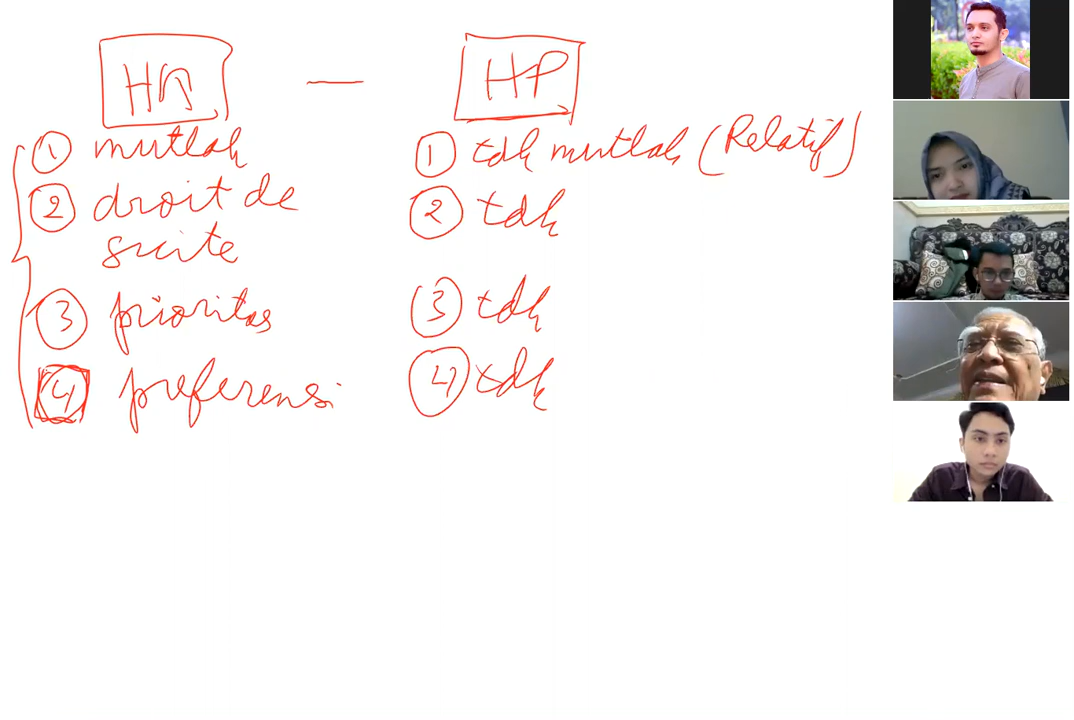 HB — HP
① mutlak ① tdk mutlak (Relatif)
② droit de ② tdk
suite
③ prioritas ③ tdk
④ preferensi ④ tdk